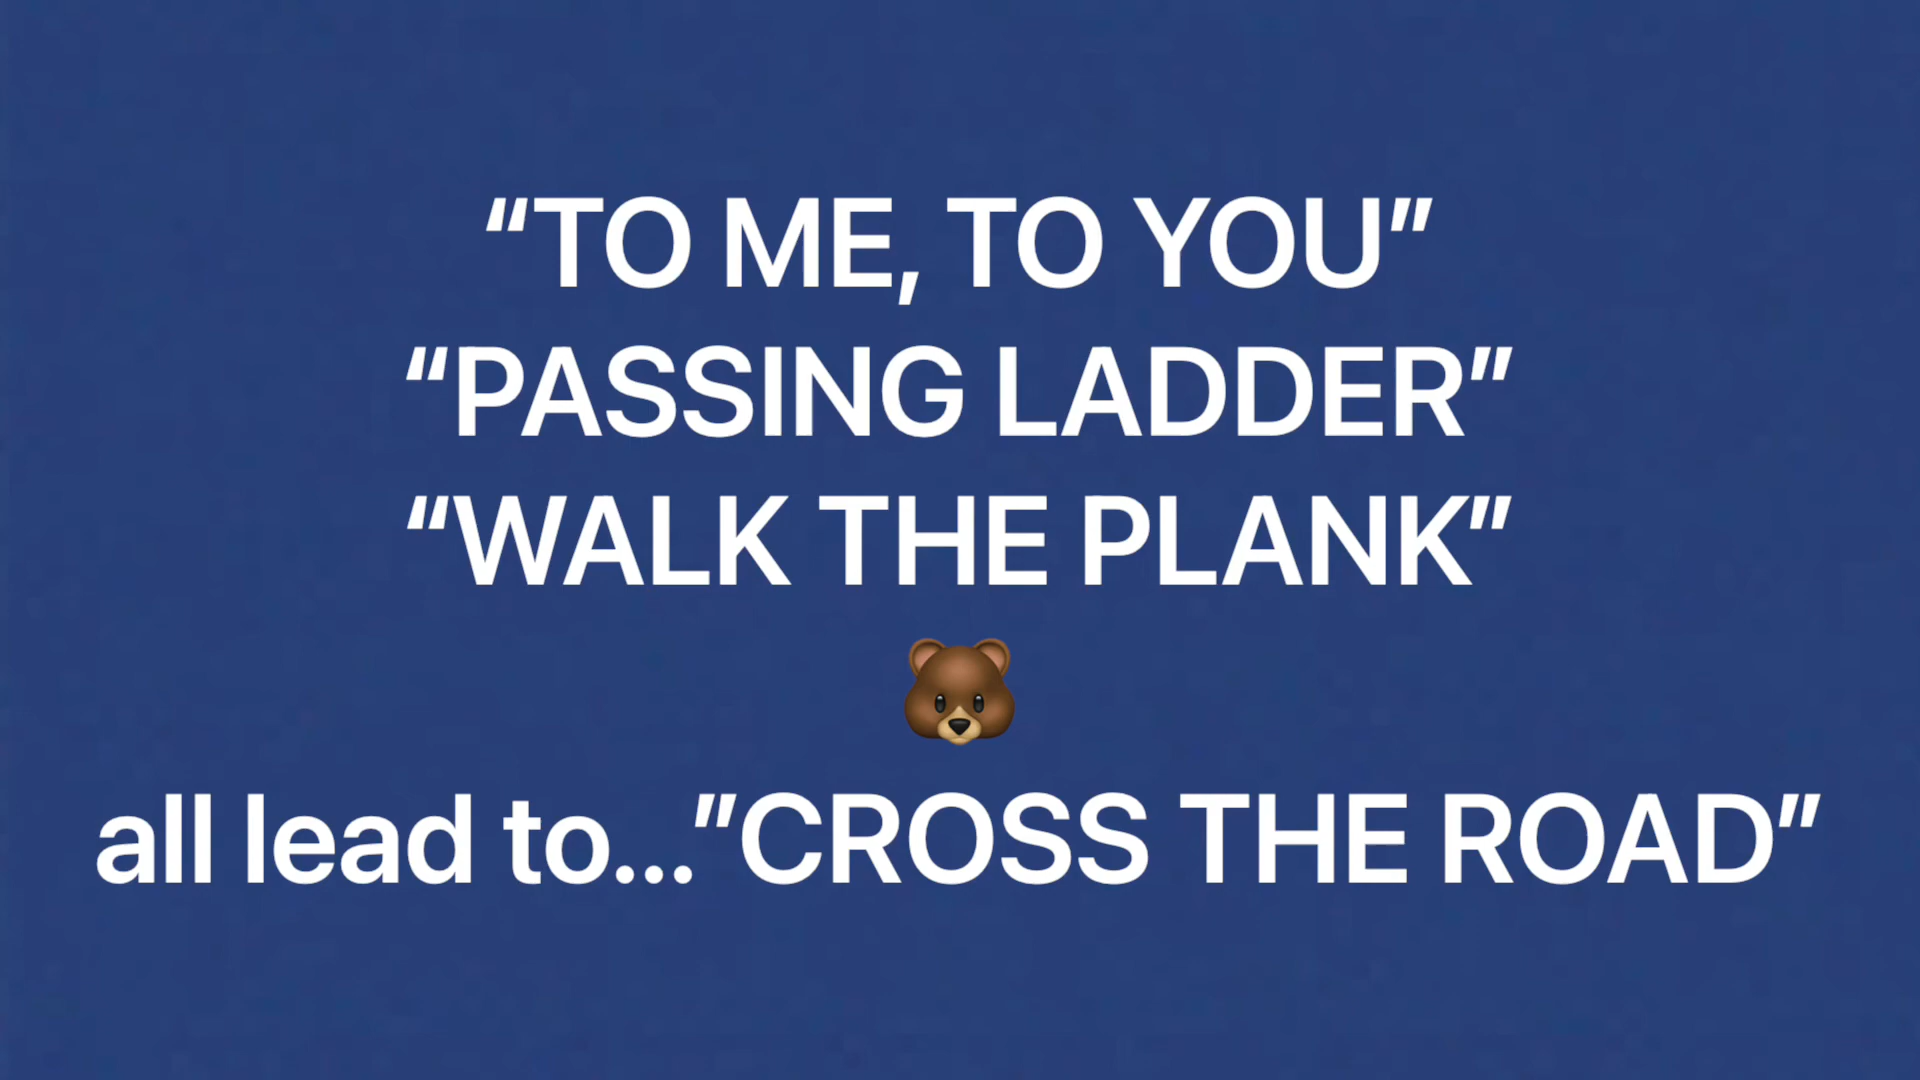 “TO ME, TO YOU”
“PASSING LADDER”
“WALK THE PLANK”
🐻
all lead to...”CROSS THE ROAD”